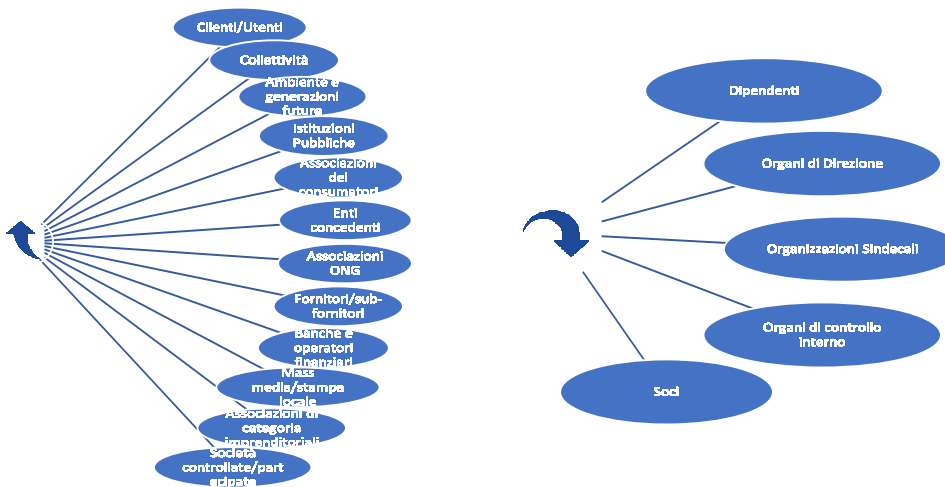 Clienti/Utenti
Collettività
Ambiente e
generazioni
future
Istituzioni
Pubbliche
Associazioni
dei
consumatori
Enti
concedenti
Associazioni
ONG
Fornitori/sub-
fornitori
Banche e
operatori
finanziari
Mass
media/stampa
locale
Associazioni di
categoria
imprenditoriali
Società
controllate/part
ecipate
Dipendenti
Organi di Direzione
Organizzazioni Sindacali
Organi di controllo
interno
Soci